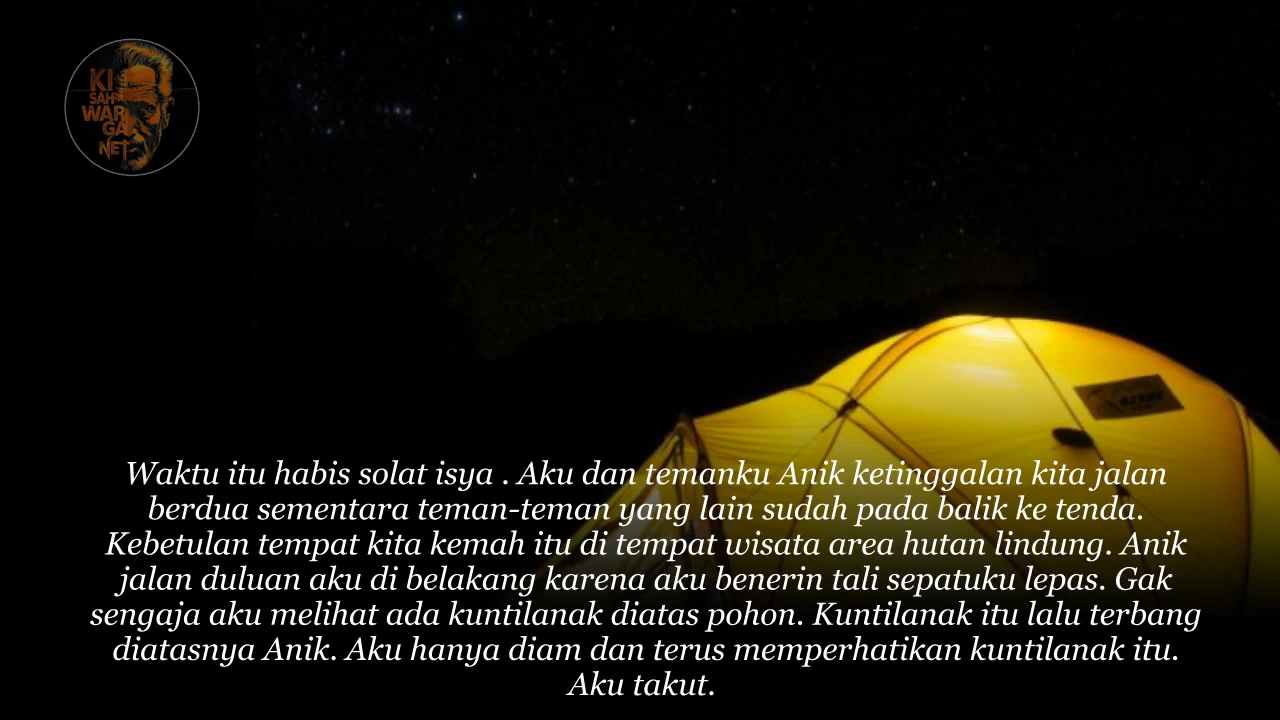 KI
SAH
WAR
GA
NET
Waktu itu habis solat isya . Aku dan temanku Anik ketinggalan kita jalan
berdua sementara teman-teman yang lain sudah pada balik ke tenda.
Kebetulan tempat kita kemah itu di tempat wisata area hutan lindung. Anik
jalan duluan aku di belakang karena aku benerin tali sepatuku lepas. Gak
sengaja aku melihat ada kuntilanak diatas pohon. Kuntilanak itu lalu terbang
diatasnya Anik. Aku hanya diam dan terus memperhatikan kuntilanak itu.
Aku takut.